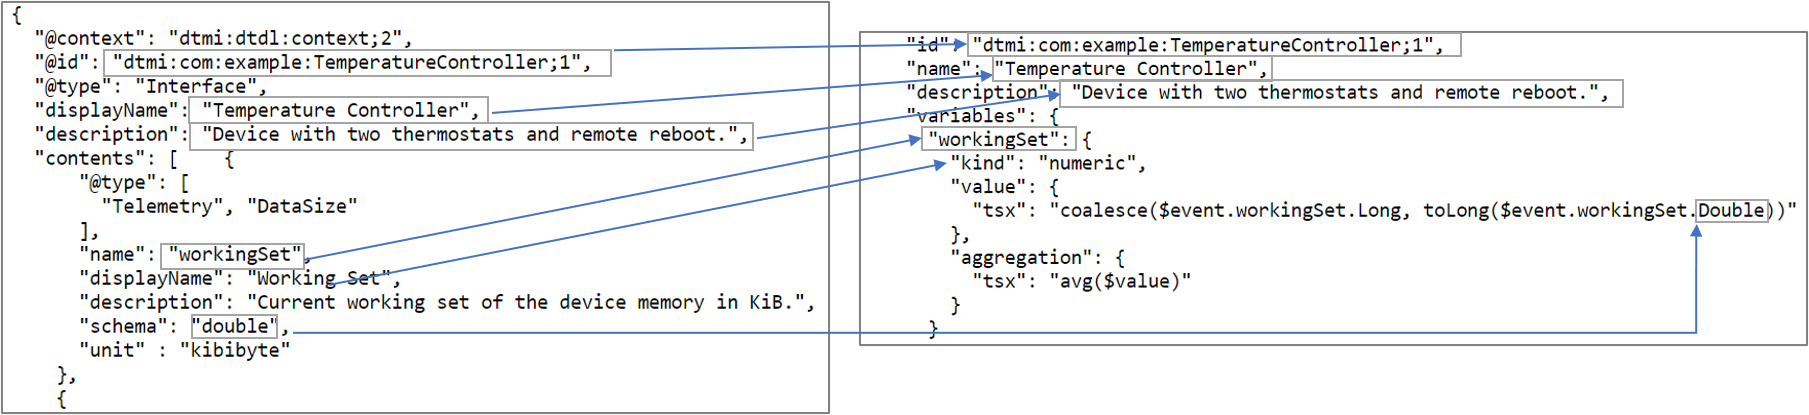 {
"@context": "dtmi:dtdl:context;2",
"@id": "dtmi:com:example:TemperatureController;1",
"@type": "Interface",
"displayName": "Temperature Controller",
"description": "Device with two thermostats and remote reboot.",
"contents": [    {
"@type": [
"Telemetry", "DataSize"
],
"name": "workingSet",
"displayName": "Working Set",
"description": "Current working set of the device memory in KiB.",
"schema": "double",
"unit" : "kibibyte"
},
{
"id": "dtmi:com:example:TemperatureController;1",
"name": "Temperature Controller",
"description": "Device with two thermostats and remote reboot.",
"variables": {
"workingSet": {
"kind": "numeric",
"value": {
"tsx": "coalesce($event.workingSet.Long, toLong($event.workingSet.Double))"
},
"aggregation": {
"tsx": "avg($value)"
}
}